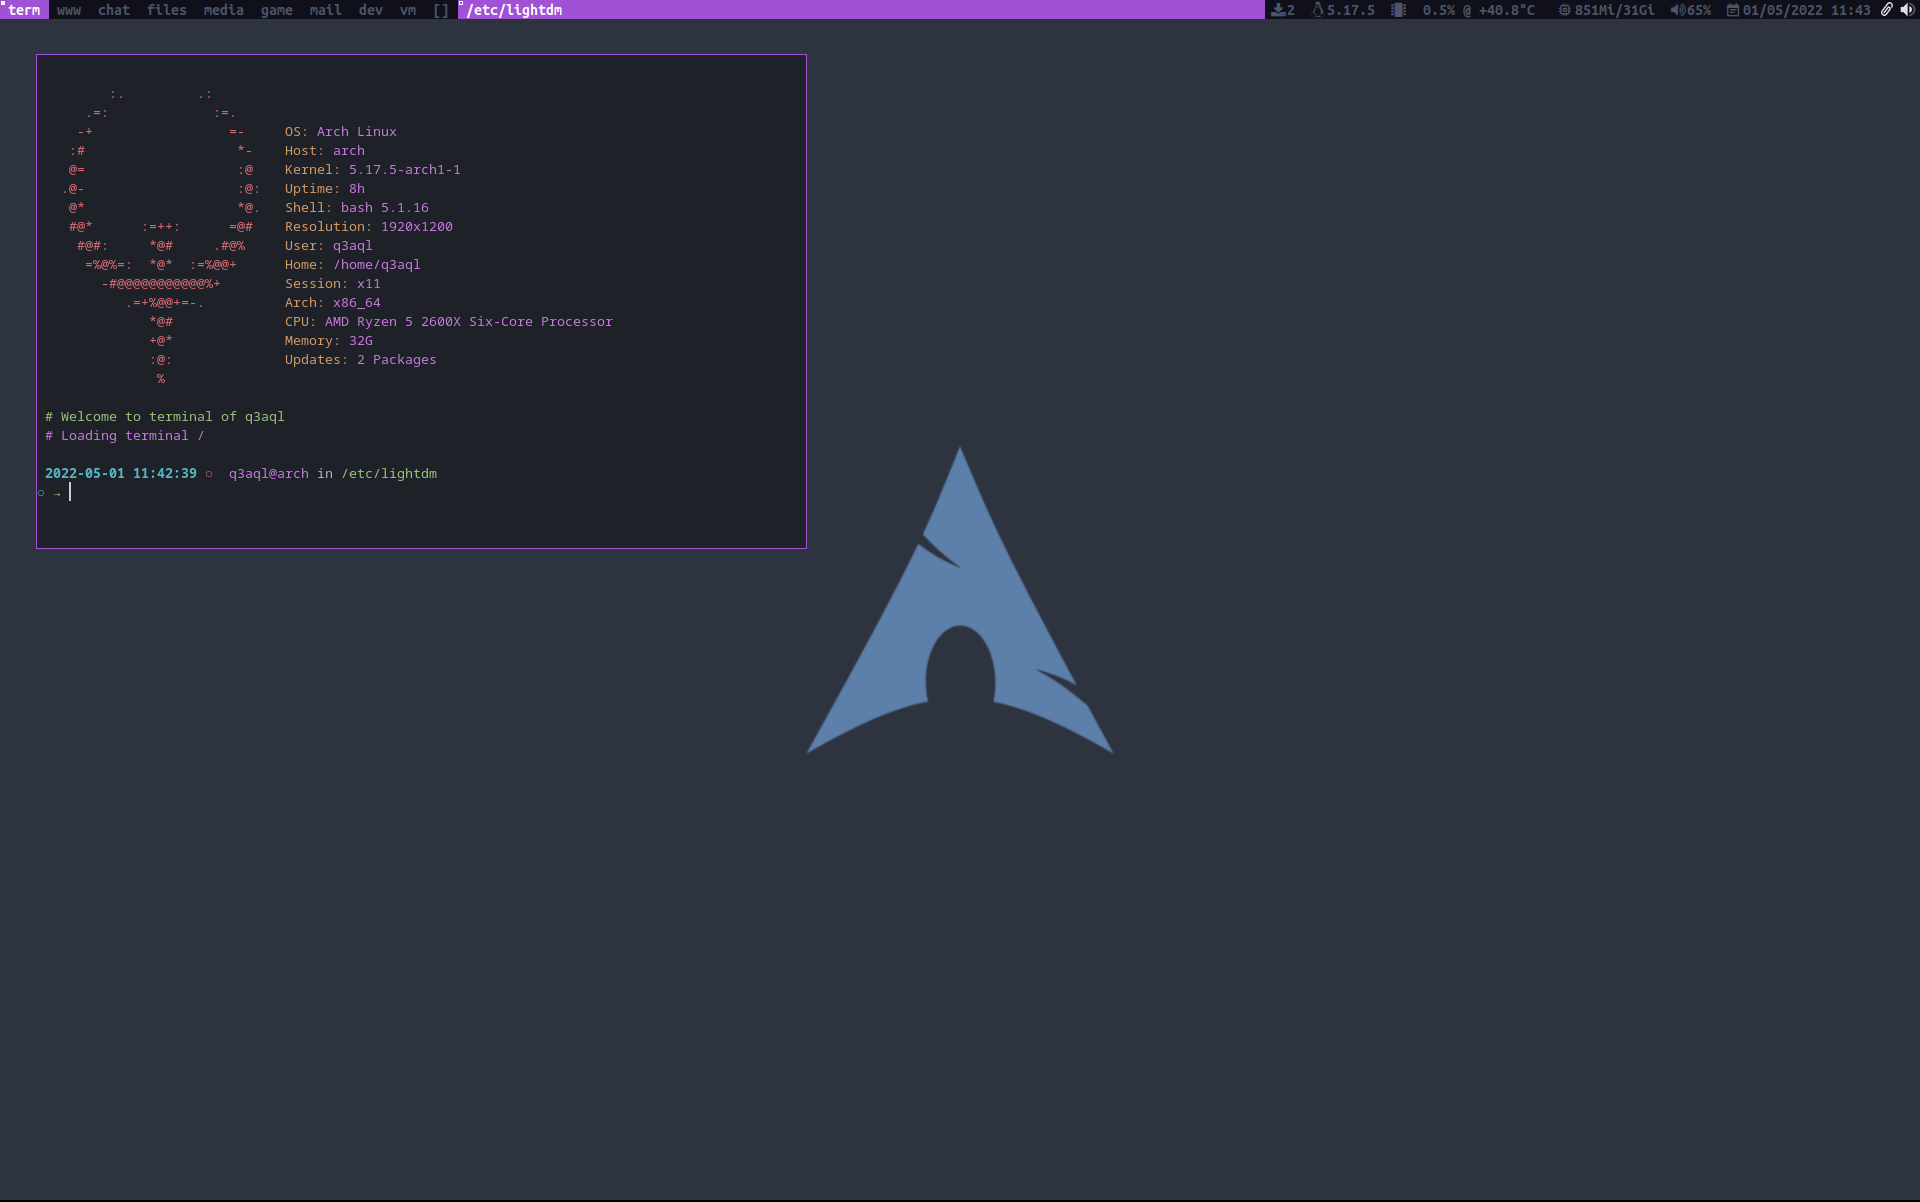 term www chat files media game mail dev vm [] /etc/lightdm 2 5.17.5 0.5% @ +40.8°C 851Mi/31Gi 65% 01/05/2022 11:43
:. .:
.=: :=.
-+ =- OS: Arch Linux
:# *- Host: arch
@= :@ Kernel: 5.17.5-arch1-1
.@- :@: Uptime: 8h
@* *@. Shell: bash 5.1.16
#@* :=++: =@# Resolution: 1920x1200
#@#: *@# .#@% User: q3aql
=%@%=: *@* :=%@@+ Home: /home/q3aql
-#@@@@@@@@@@@%+ Session: x11
.=+%@@+=-. Arch: x86_64
*@# CPU: AMD Ryzen 5 2600X Six-Core Processor
+@* Memory: 32G
:@: Updates: 2 Packages
%
# Welcome to terminal of q3aql
# Loading terminal /
2022-05-01 11:42:39 ○ q3aql@arch in /etc/lightdm
○ →